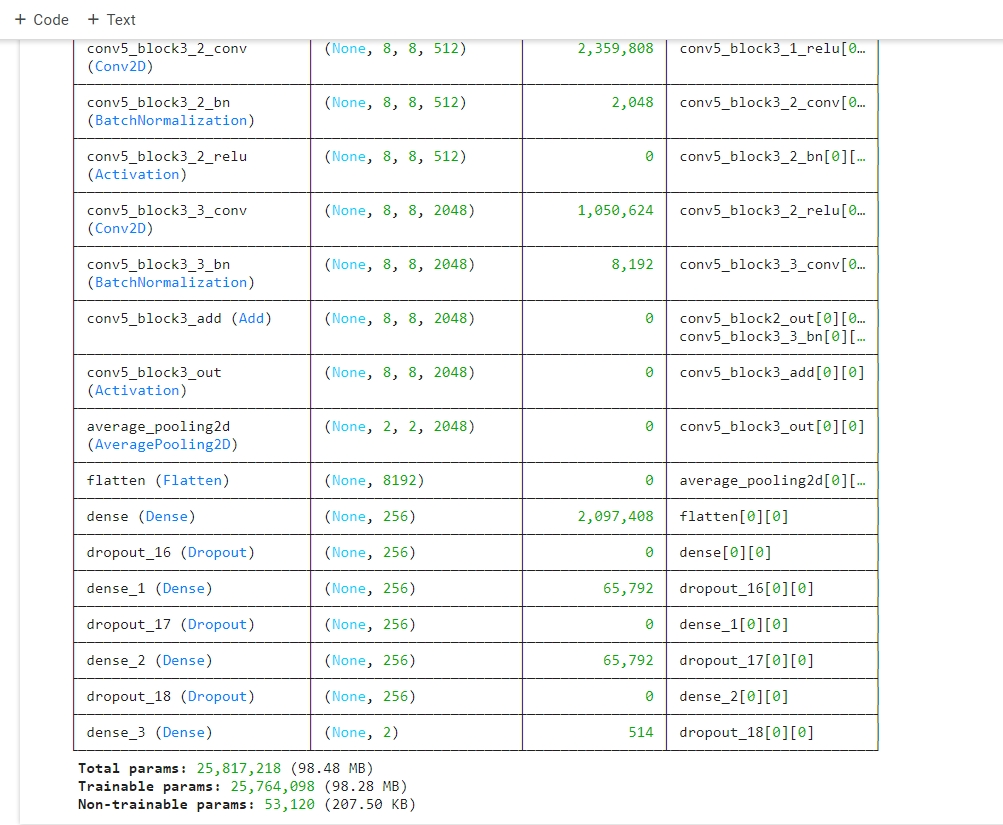 + Code + Text
conv5_block3_2_conv (None, 8, 8, 512) 2,359,808 conv5_block3_1_relu[0…
(Conv2D)
conv5_block3_2_bn (None, 8, 8, 512) 2,048 conv5_block3_2_conv[0…
(BatchNormalization)
conv5_block3_2_relu (None, 8, 8, 512) 0 conv5_block3_2_bn[0][…
(Activation)
conv5_block3_3_conv (None, 8, 8, 2048) 1,050,624 conv5_block3_2_relu[0…
(Conv2D)
conv5_block3_3_bn (None, 8, 8, 2048) 8,192 conv5_block3_3_conv[0…
(BatchNormalization)
conv5_block3_add (Add) (None, 8, 8, 2048) 0 conv5_block2_out[0][0…
conv5_block3_3_bn[0][…
conv5_block3_out (None, 8, 8, 2048) 0 conv5_block3_add[0][0]
(Activation)
average_pooling2d (None, 2, 2, 2048) 0 conv5_block3_out[0][0]
(AveragePooling2D)
flatten (Flatten) (None, 8192) 0 average_pooling2d[0][…
dense (Dense) (None, 256) 2,097,408 flatten[0][0]
dropout_16 (Dropout) (None, 256) 0 dense[0][0]
dense_1 (Dense) (None, 256) 65,792 dropout_16[0][0]
dropout_17 (Dropout) (None, 256) 0 dense_1[0][0]
dense_2 (Dense) (None, 256) 65,792 dropout_17[0][0]
dropout_18 (Dropout) (None, 256) 0 dense_2[0][0]
dense_3 (Dense) (None, 2) 514 dropout_18[0][0]
Total params: 25,817,218 (98.48 MB)
Trainable params: 25,764,098 (98.28 MB)
Non-trainable params: 53,120 (207.50 KB)